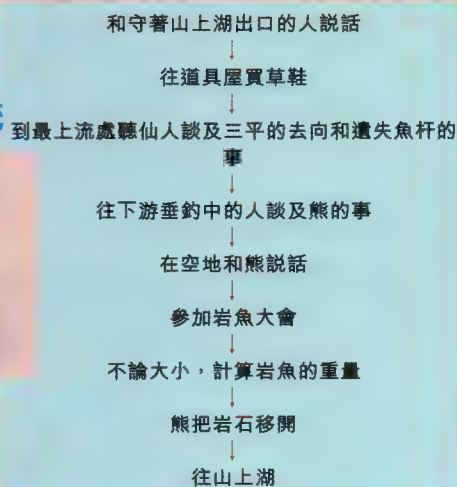 和守著山上湖出口的人說話
↓
往道具屋買草鞋
↓
到最上流處聽仙人談及三平的去向和遺失魚杆的
事
↓
往下游垂釣中的人談及熊的事
↓
在空地和熊說話
↓
參加岩魚大會
↓
不論大小，計算岩魚的重量
↓
熊把岩石移開
↓
往山上湖